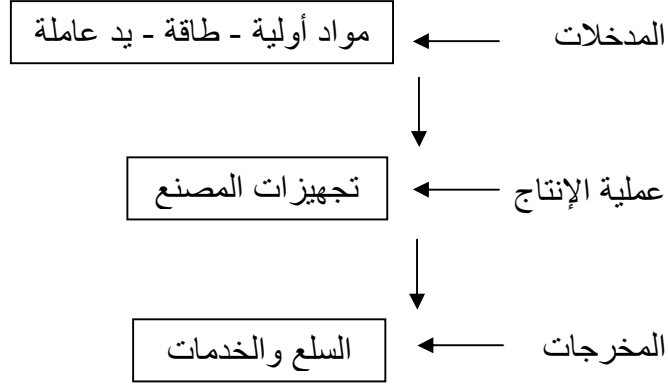 المدخلات مواد أولية - طاقة - يد عاملة
عملية الإنتاج تجهيزات المصنع
المخرجات السلع والخدمات